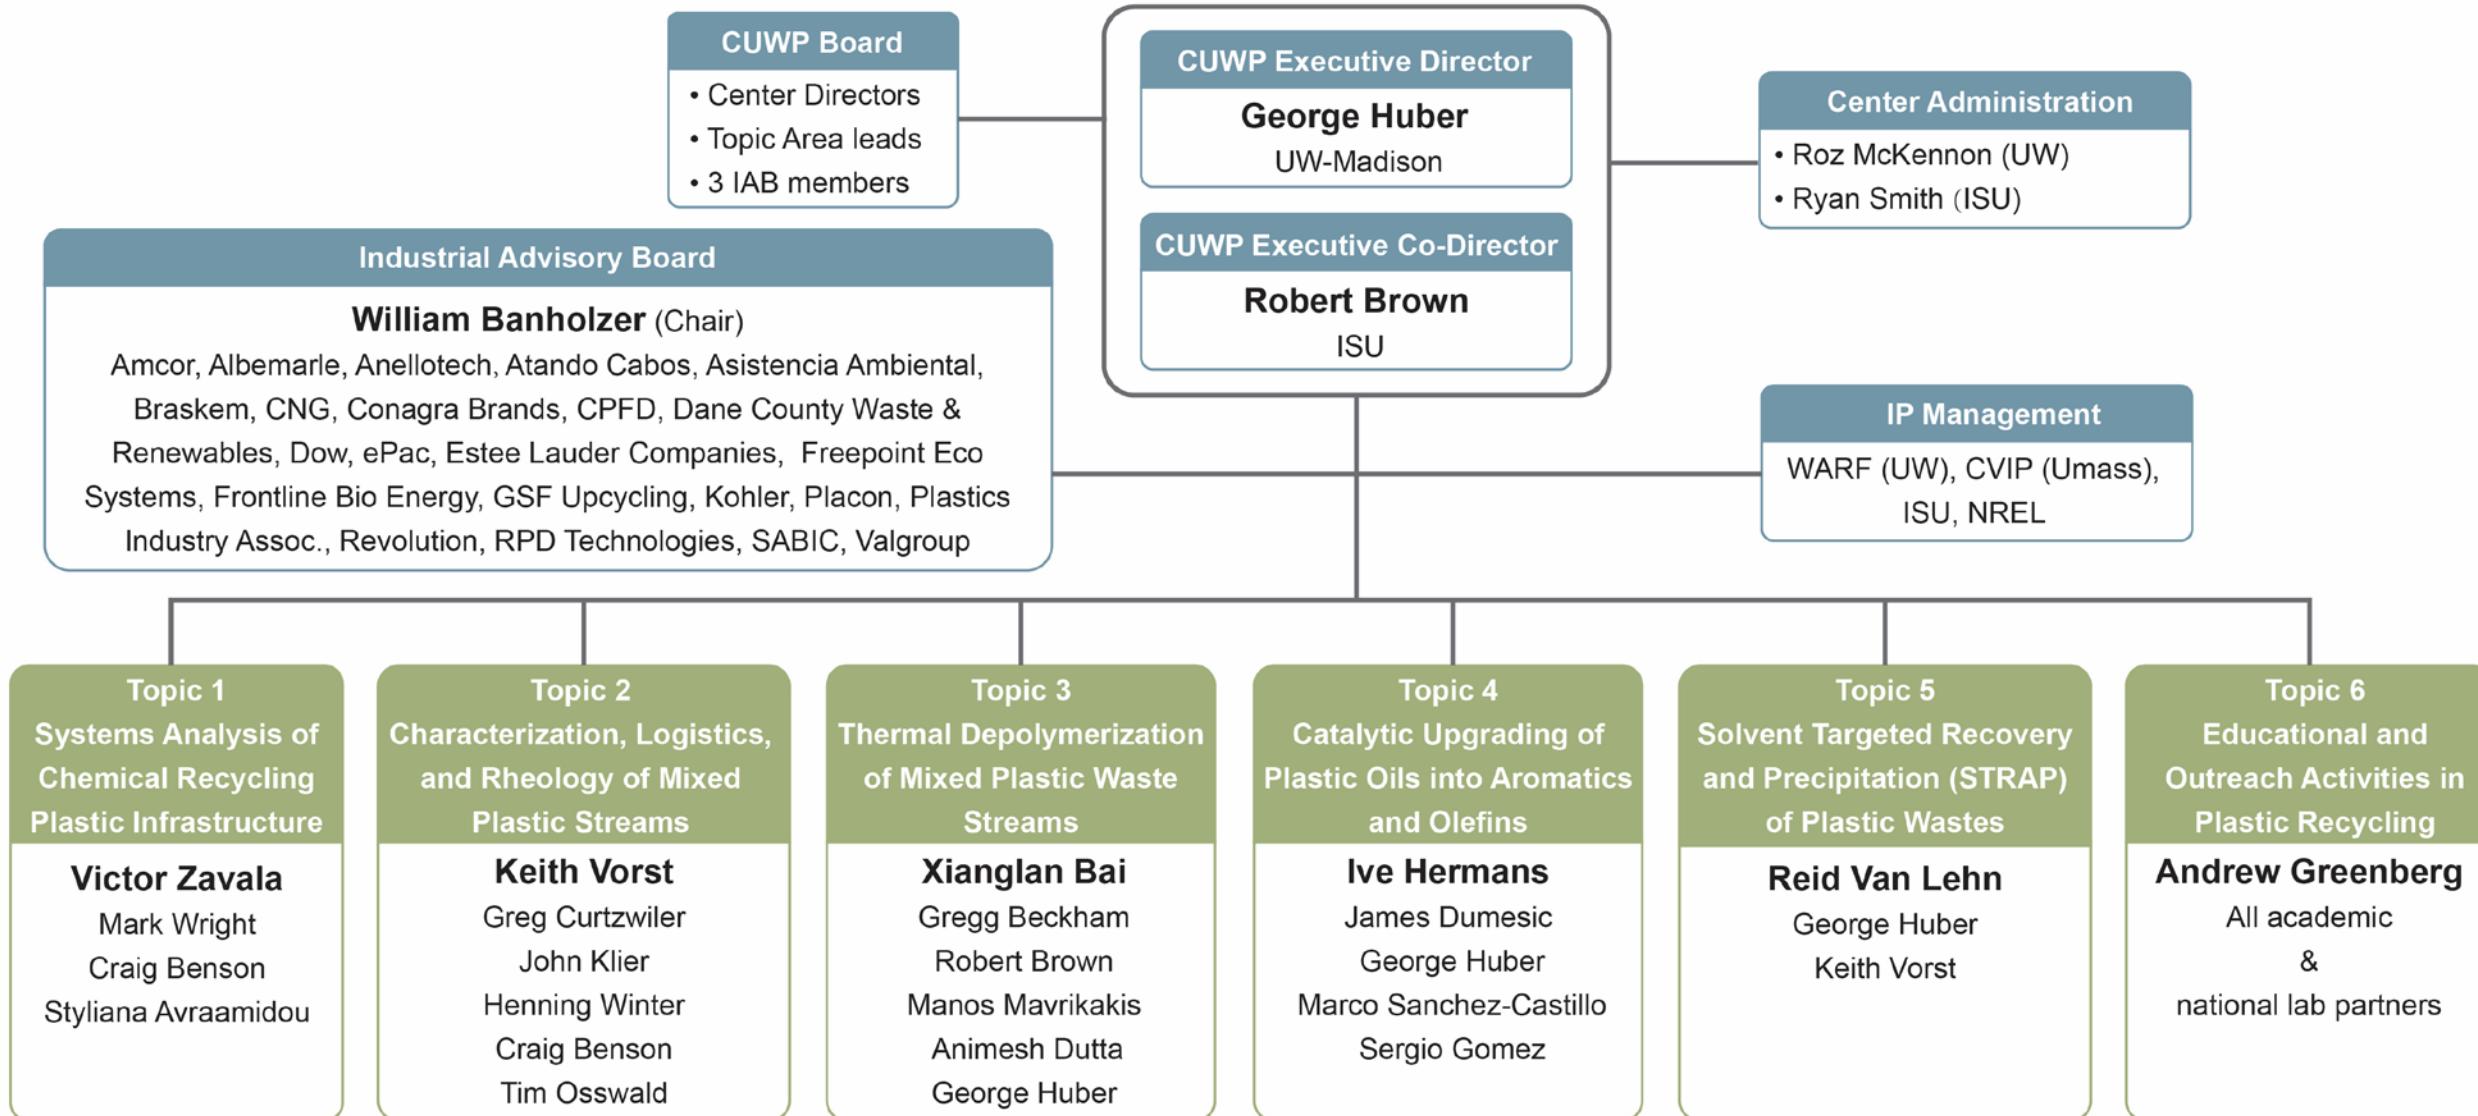 CUWP Board
• Center Directors
• Topic Area leads
• 3 IAB members
CUWP Executive Director
George Huber
UW-Madison
CUWP Executive Co-Director
Robert Brown
ISU
Center Administration
• Roz McKennon (UW)
• Ryan Smith (ISU)
Industrial Advisory Board
William Banholzer (Chair)
Amcor, Albemarle, Anellotech, Atando Cabos, Asistencia Ambiental,
Braskem, CNG, Conagra Brands, CPFD, Dane County Waste &
Renewables, Dow, ePac, Estee Lauder Companies, Freepoint Eco
Systems, Frontline Bio Energy, GSF Upcycling, Kohler, Placon, Plastics
Industry Assoc., Revolution, RPD Technologies, SABIC, Valgroup
IP Management
WARF (UW), CVIP (Umass),
ISU, NREL
Topic 1
Systems Analysis of
Chemical Recycling
Plastic Infrastructure
Victor Zavala
Mark Wright
Craig Benson
Styliana Avraamidou
Topic 2
Characterization, Logistics,
and Rheology of Mixed
Plastic Streams
Keith Vorst
Greg Curtzwiler
John Klier
Henning Winter
Craig Benson
Tim Osswald
Topic 3
Thermal Depolymerization
of Mixed Plastic Waste
Streams
Xianglan Bai
Gregg Beckham
Robert Brown
Manos Mavrikakis
Animesh Dutta
George Huber
Topic 4
Catalytic Upgrading of
Plastic Oils into Aromatics
and Olefins
Ive Hermans
James Dumesic
George Huber
Marco Sanchez-Castillo
Sergio Gomez
Topic 5
Solvent Targeted Recovery
and Precipitation (STRAP)
of Plastic Wastes
Reid Van Lehn
George Huber
Keith Vorst
Topic 6
Educational and
Outreach Activities in
Plastic Recycling
Andrew Greenberg
All academic
&
national lab partners